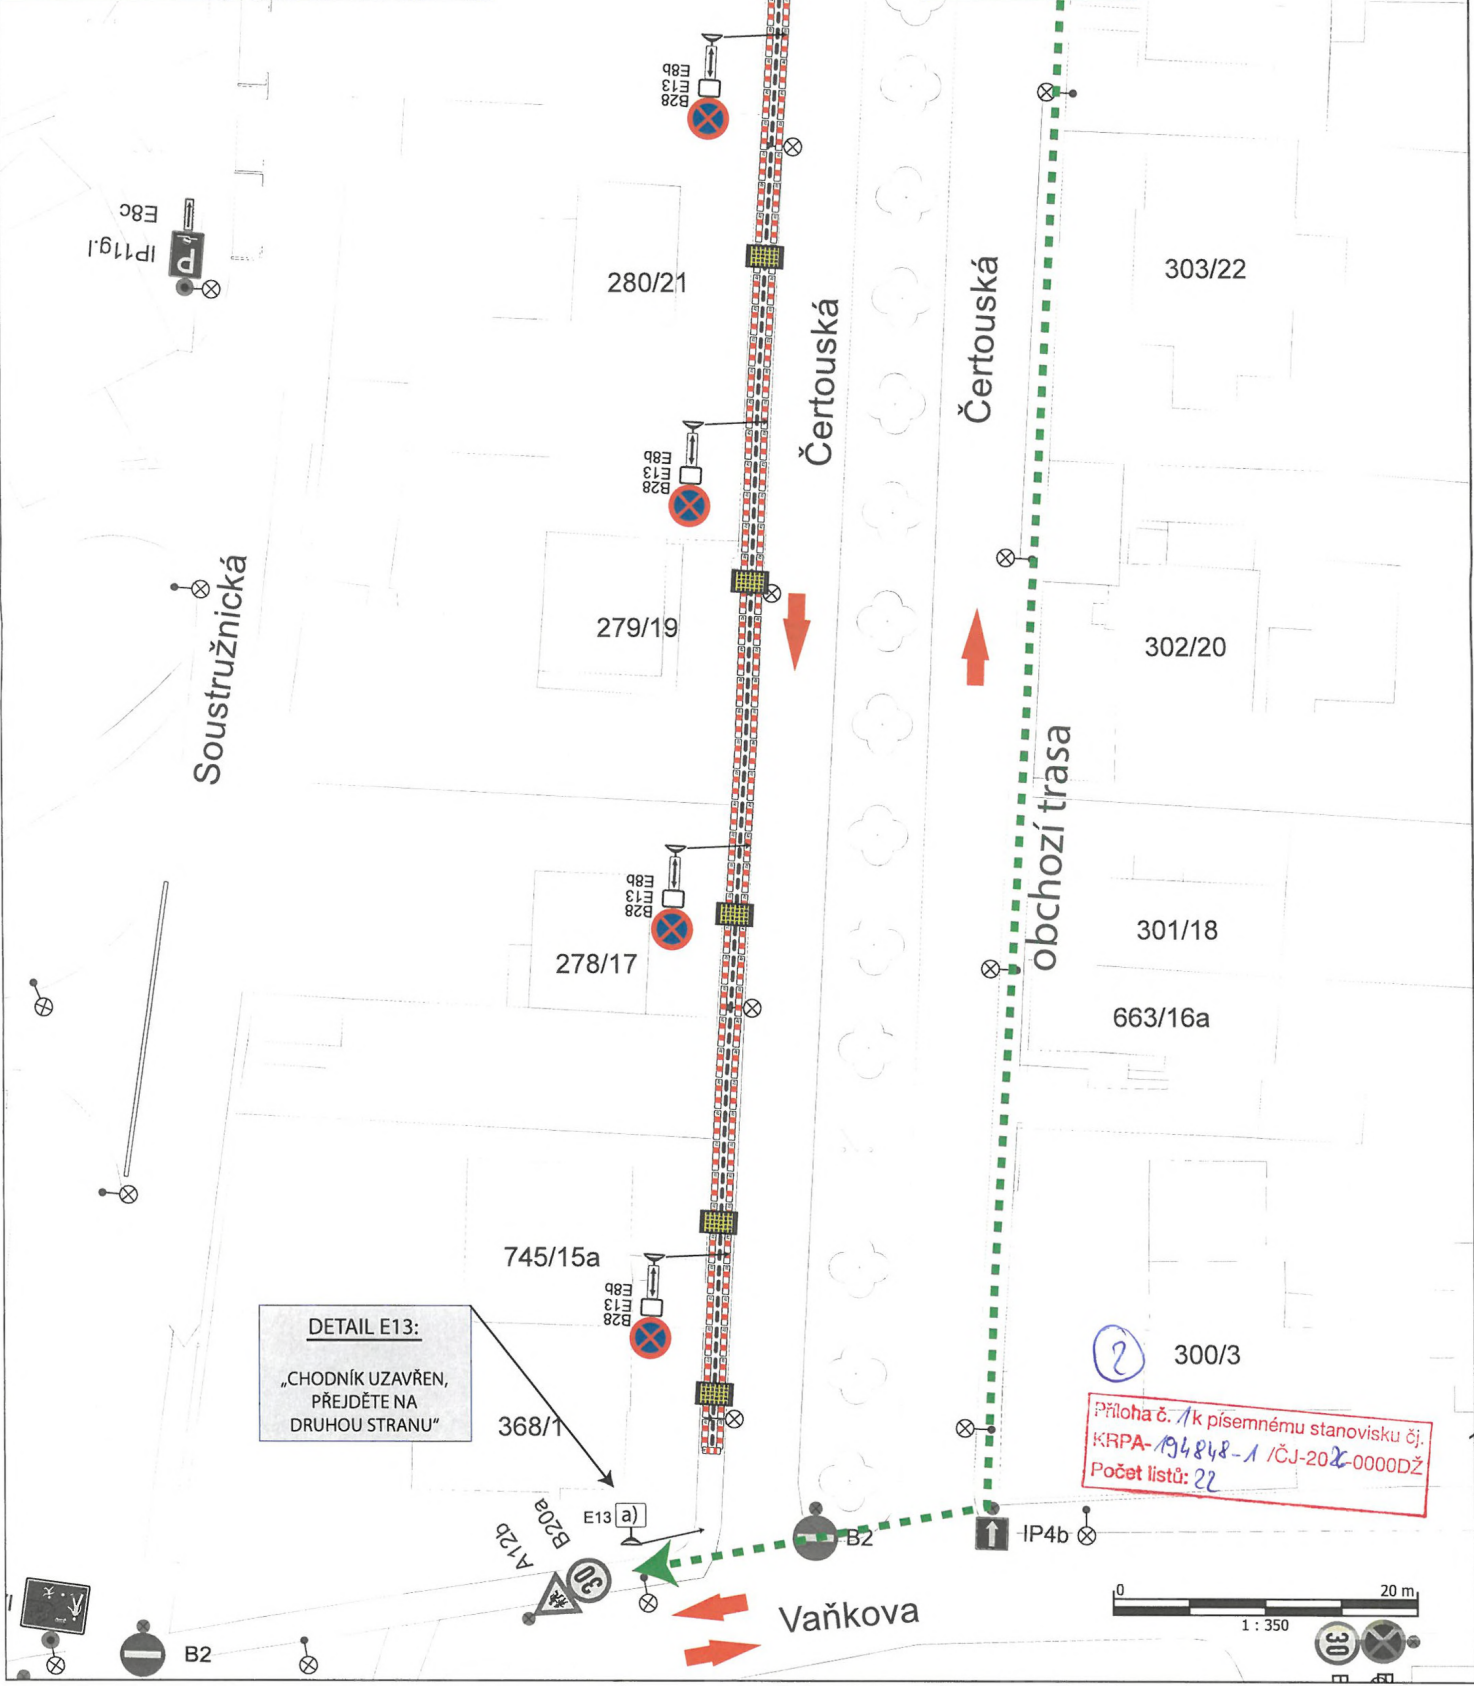 E8b
E13
B28
E8c
IP11g.l
P
280/21
303/22
Čertouská
Čertouská
E8b
E13
B28
Soustružnická
279/19
302/20
obchozí trasa
E8b
E13
B28
278/17
301/18
663/16a
745/15a
E8b
E13
B28
DETAIL E13:
„CHODNÍK UZAVŘEN,
PŘEJDĚTE NA
DRUHOU STRANU“
368/1
2
300/3
Příloha č. 1 k písemnému stanovisku čj.
KRPA-194848-1 /ČJ-2026-0000DŽ
Počet listů: 22
E13 a)
A12b
B20a
30
B2
IP4b
Vaňkova
B2
0 20 m
1 : 350
30